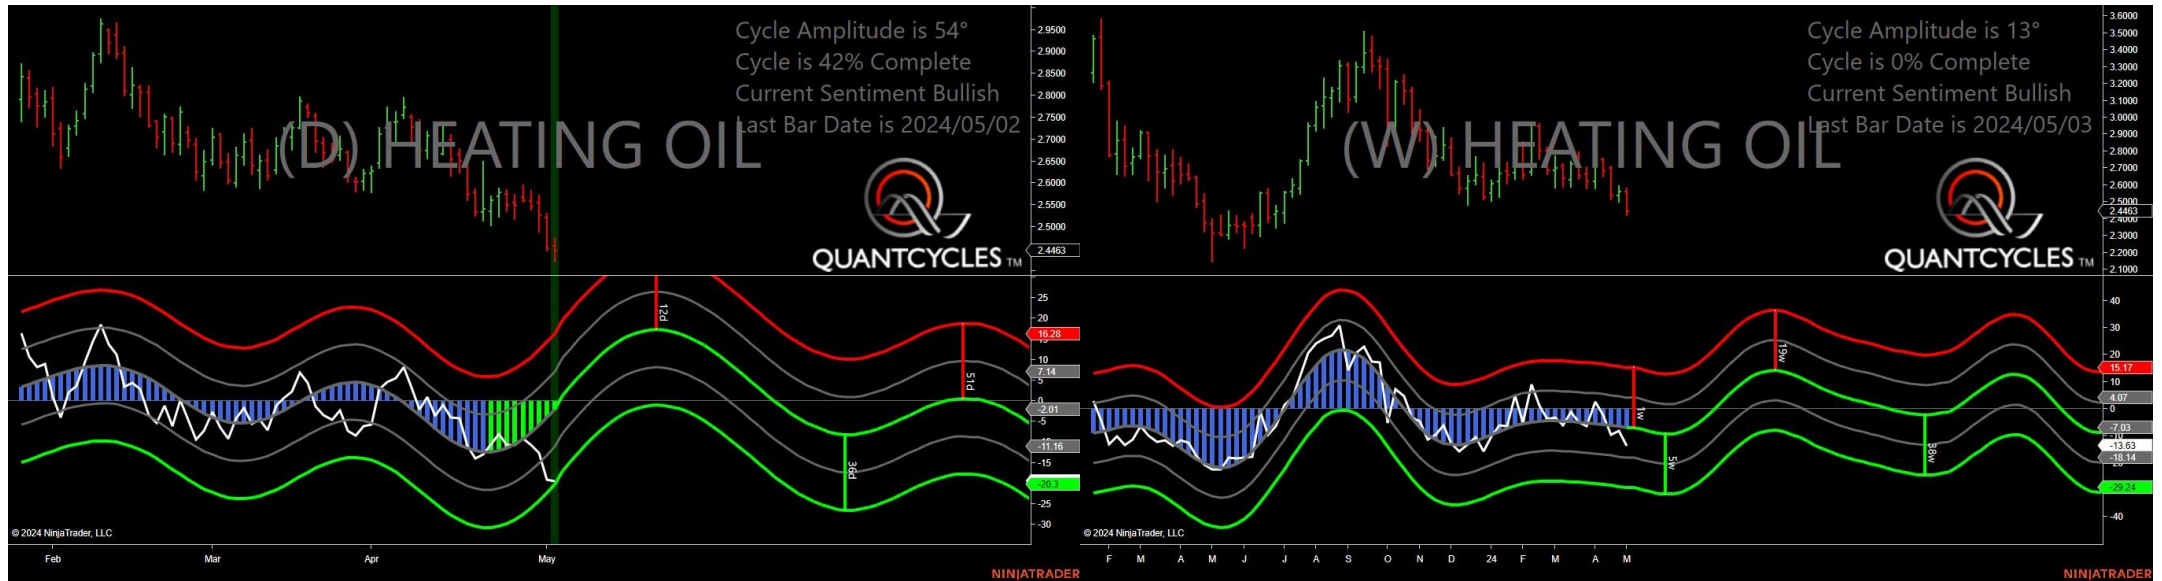 Cycle Amplitude is 54°
Cycle is 42% Complete
Current Sentiment Bullish
Last Bar Date is 2024/05/02
(D) HEATING OIL
QUANTCYCLES TM
2.9500
2.9000
2.8500
2.8000
2.7500
2.7000
2.6500
2.6000
2.5500
2.5000
2.4463
12d
36d
51d
25
20
16.28
10
7.14
5
0
-2.01
-5
-11.16
-15
-20.3
-25
-30
© 2024 NinjaTrader, LLC
Feb Mar Apr May
NINJATRADER
Cycle Amplitude is 13°
Cycle is 0% Complete
Current Sentiment Bullish
Last Bar Date is 2024/05/03
(W) HEATING OIL
QUANTCYCLES TM
3.6000
3.5000
3.4000
3.3000
3.2000
3.1000
3.0000
2.9000
2.8000
2.7000
2.6000
2.5000
2.4463
2.4000
2.3000
2.2000
2.1000
1w
5w
19w
38w
40
30
20
15.17
10
4.07
0
-7.03
-10
-13.63
-18.14
-20
-29.24
-40
© 2024 NinjaTrader, LLC
F M A M J J A S O N D 24 F M A M
NINJATRADER